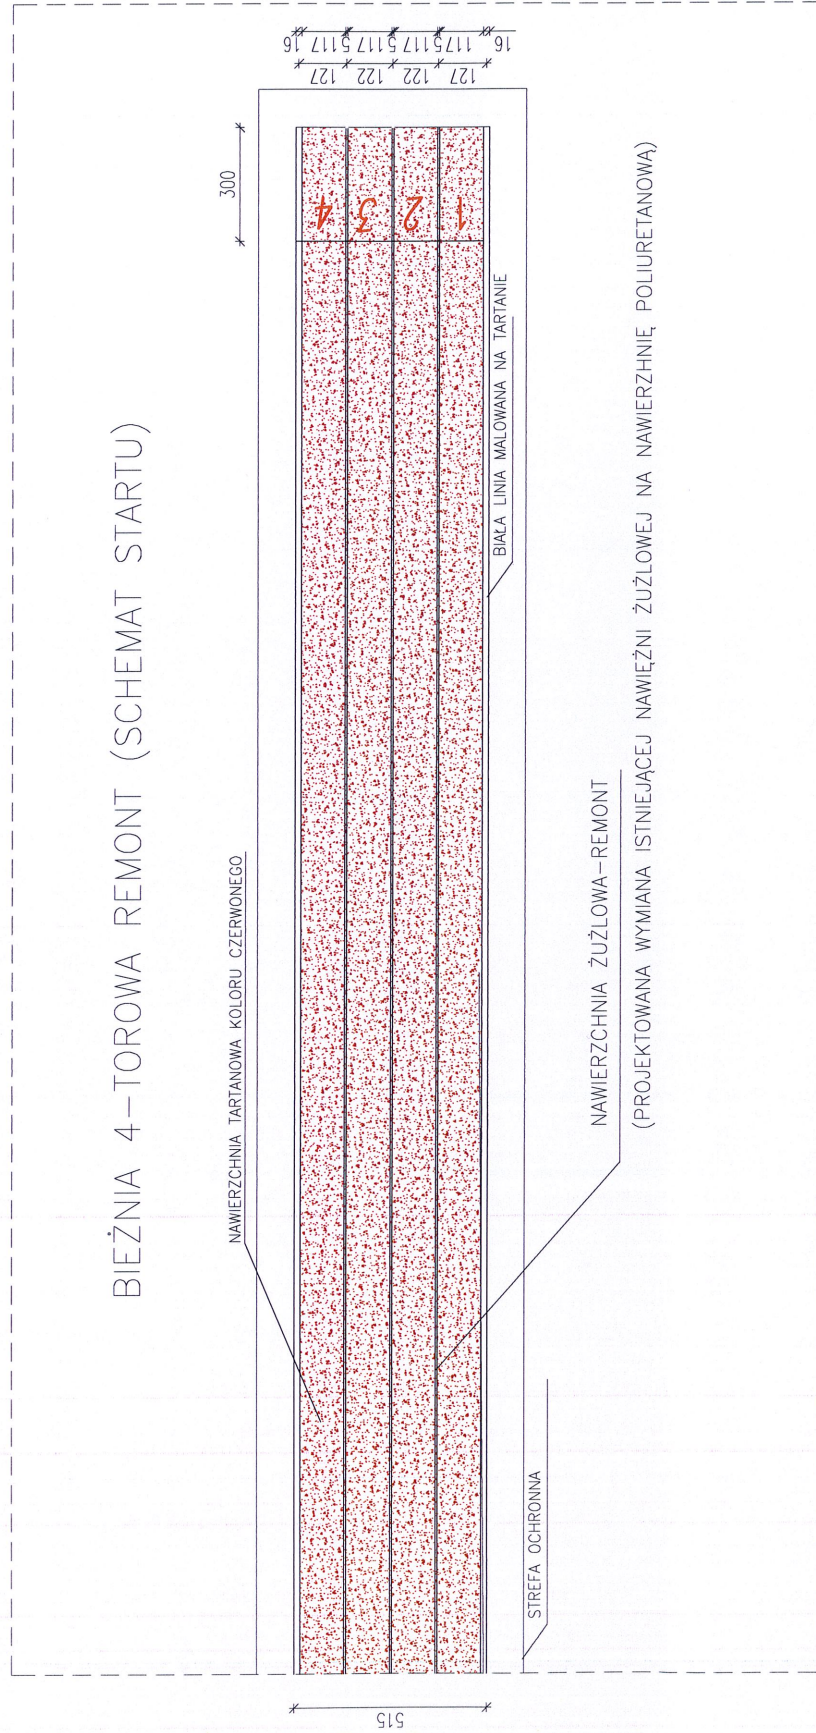 BIEŻNIA 4-TOROWA REMONT (SCHEMAT STARTU)
NAWIERZCHNIA TARTANOWA KOLORU CZERWONEGO
300
4
3
2
1
16 117 5 117 5 117 5 117 16
127 122 122 127
BIAŁA LINIA MALOWANA NA TARTANIE
NAWIERZCHNIA ŻUŻLOWA-REMONT
(PROJEKTOWANA WYMIANA ISTNIEJĄCEJ NAWIĘŹNI ŻUŻLOWEJ NA NAWIERZHNIĘ POLIURETANOWĄ)
STREFA OCHRONNA
515